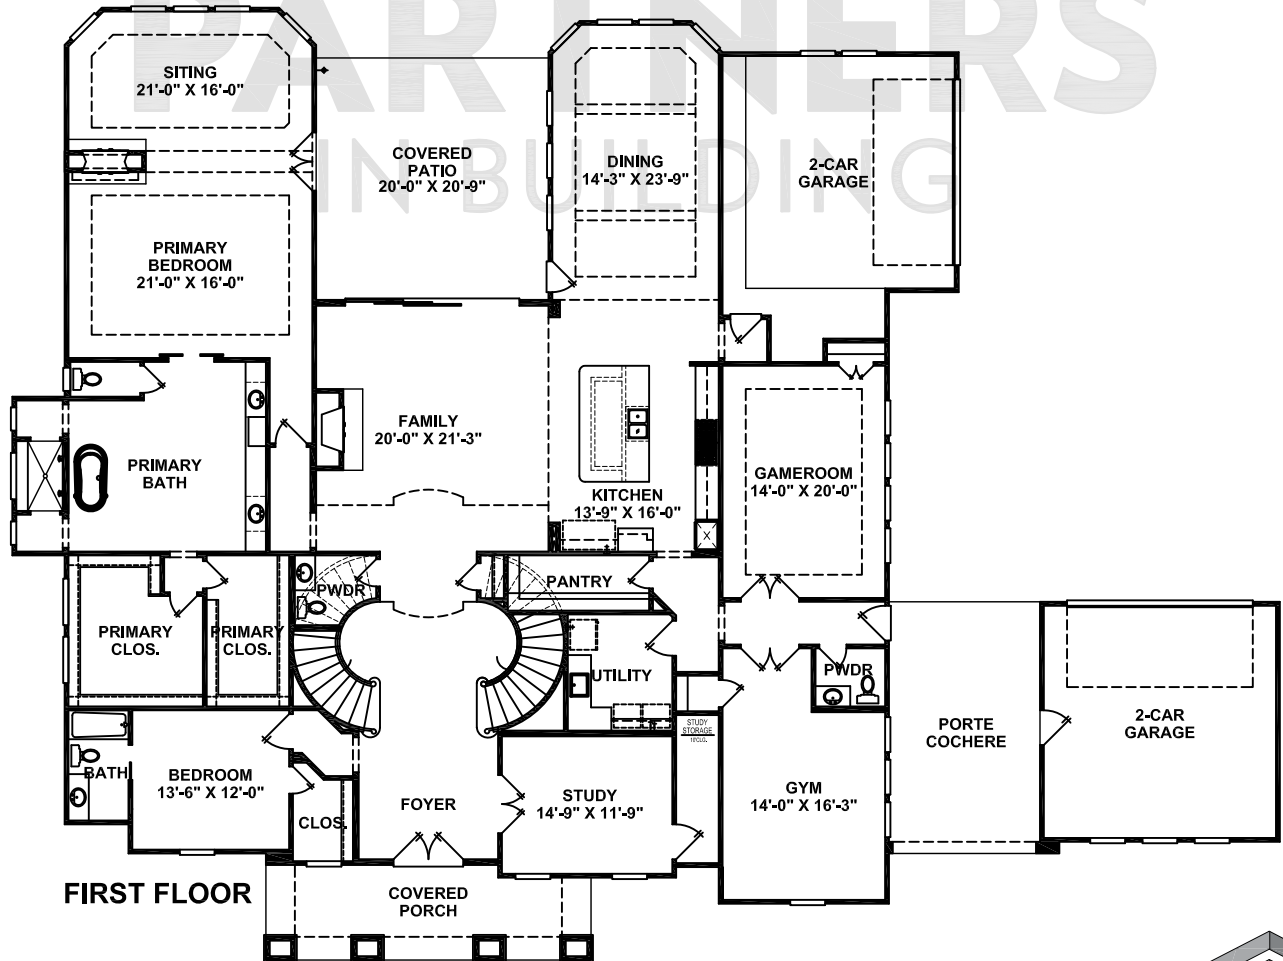 PARTNERS
IN BUILDING
SITING
21'-0" X 16'-0"
COVERED
PATIO
20'-0" X 20'-9"
DINING
14'-3" X 23'-9"
2-CAR
GARAGE
PRIMARY
BEDROOM
21'-0" X 16'-0"
FAMILY
20'-0" X 21'-3"
PRIMARY
BATH
KITCHEN
13'-9" X 16'-0"
GAMEROOM
14'-0" X 20'-0"
PWDR
PANTRY
PRIMARY
CLOS.
PRIMARY
CLOS.
UTILITY
PWDR
STUDY
STORAGE
10'CLG.
PORTE
COCHERE
2-CAR
GARAGE
BATH
BEDROOM
13'-6" X 12'-0"
CLOS.
FOYER
STUDY
14'-9" X 11'-9"
GYM
14'-0" X 16'-3"
FIRST FLOOR
COVERED
PORCH